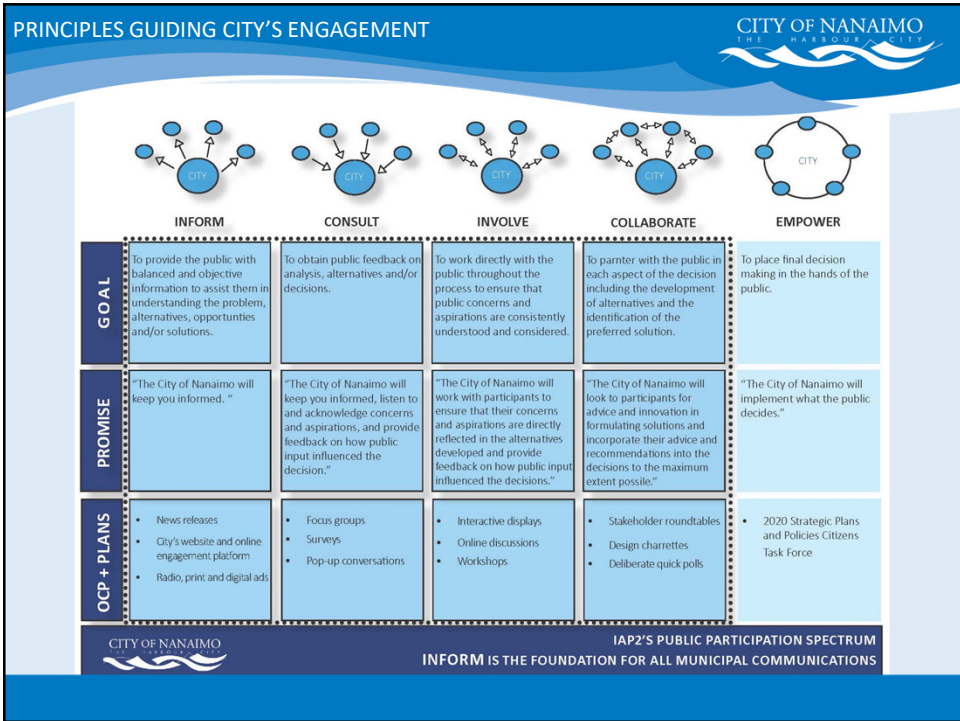 PRINCIPLES GUIDING CITY'S ENGAGEMENT
CITY OF NANAIMO
THE HARBOUR CITY
CITY
CITY
CITY
CITY
CITY
INFORM
CONSULT
INVOLVE
COLLABORATE
EMPOWER
GOAL
To provide the public with
balanced and objective
information to assist them in
understanding the problem,
alternatives, opportunties
and/or solutions.
To obtain public feedback on
analysis, alternatives and/or
decisions.
To work directly with the
public throughout the
process to ensure that
public concerns and
aspirations are consistently
understood and considered.
To parnter with the public in
each aspect of the decision
including the development
of alternatives and the
identification of the
preferred solution.
To place final decision
making in the hands of the
public.
PROMISE
"The City of Nanaimo will
keep you informed. "
"The City of Nanaimo will
keep you informed, listen to
and acknowledge concerns
and aspirations, and provide
feedback on how public
input influenced the
decision."
"The City of Nanaimo will
work with participants to
ensure that their concerns
and aspirations are directly
reflected in the alternatives
developed and provide
feedback on how public input
influenced the decisions."
"The City of Nanaimo will
look to participants for
advice and innovation in
formulating solutions and
incorporate their advice and
recommendations into the
decisions to the maximum
extent possile."
"The City of Nanaimo will
implement what the public
decides."
OCP + PLANS
• News releases
• City's website and online
engagement platform
• Radio, print and digital ads
• Focus groups
• Surveys
• Pop-up conversations
• Interactive displays
• Online discussions
• Workshops
• Stakeholder roundtables
• Design charrettes
• Deliberate quick polls
• 2020 Strategic Plans
and Policies Citizens
Task Force
CITY OF NANAIMO
THE HARBOUR CITY
IAP2'S PUBLIC PARTICIPATION SPECTRUM
INFORM IS THE FOUNDATION FOR ALL MUNICIPAL COMMUNICATIONS